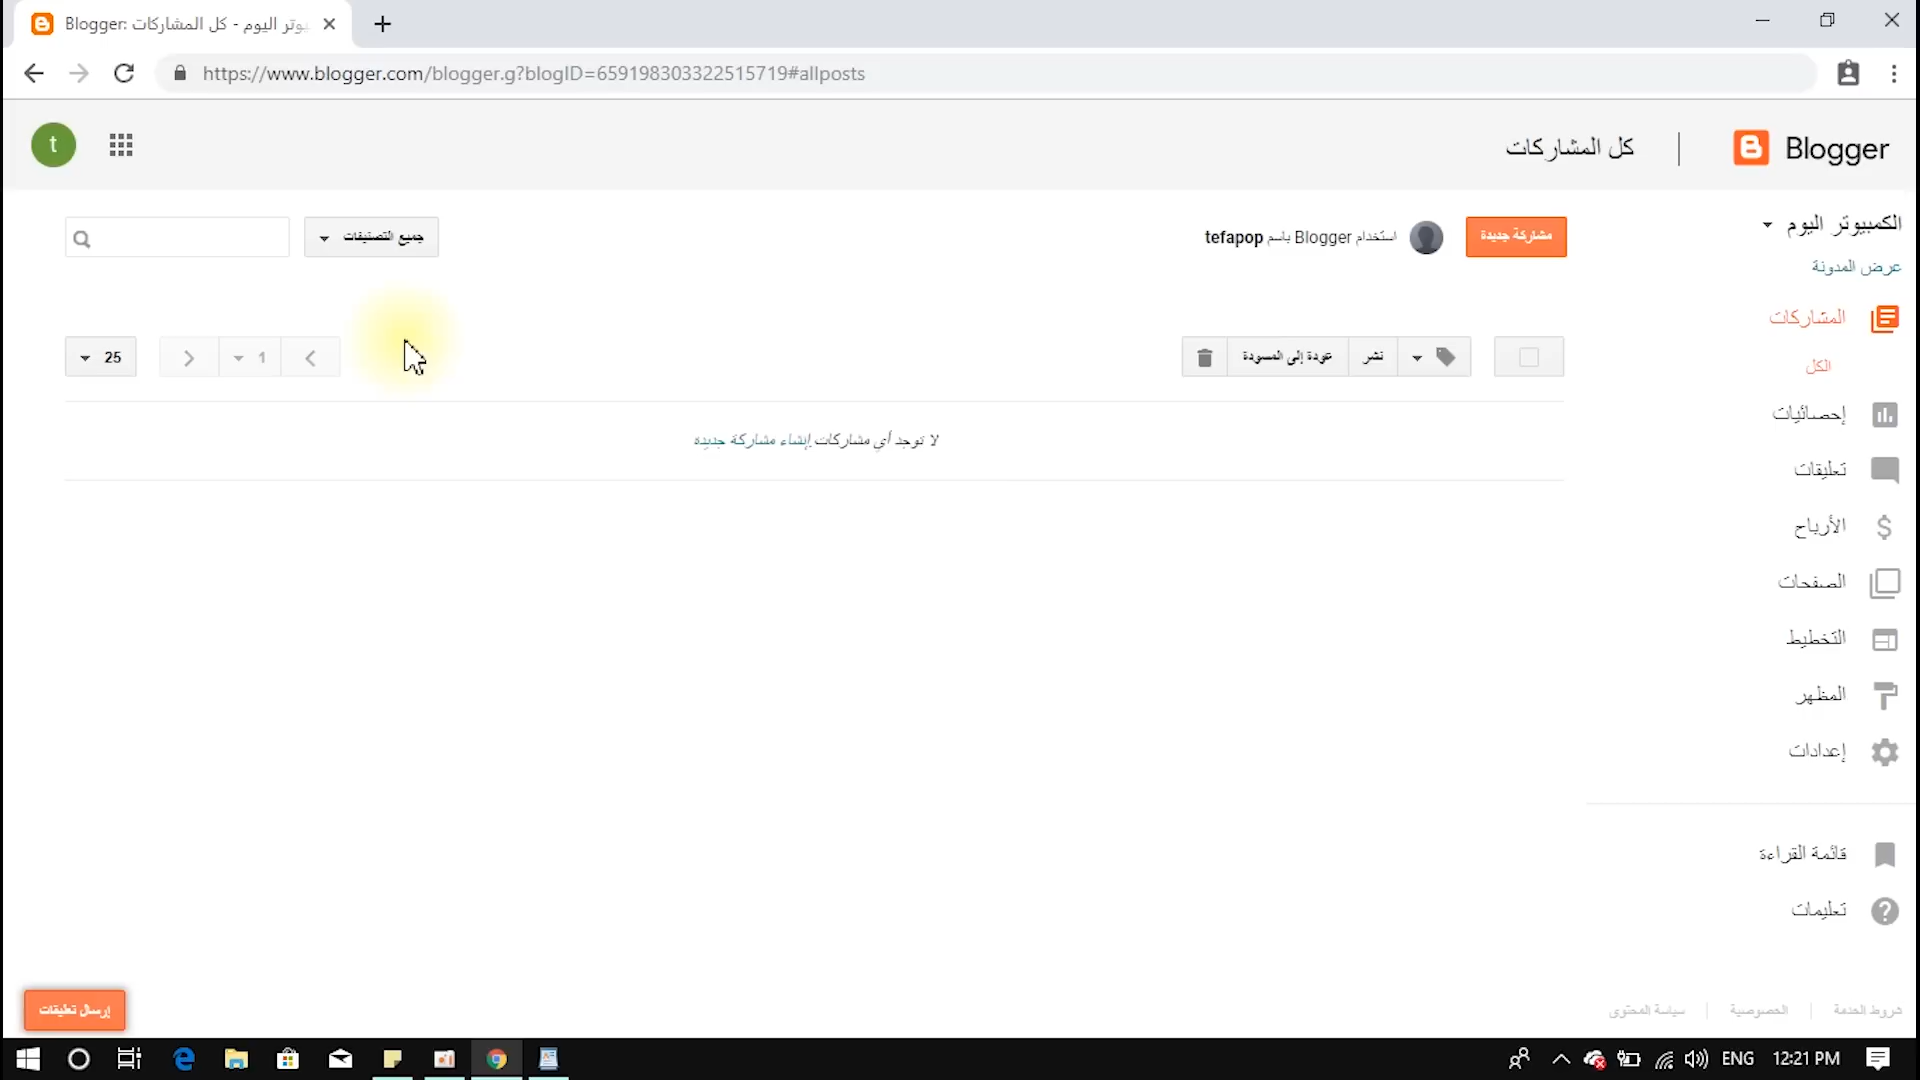 Blogger: وتر اليوم - كل المشاركات
https://www.blogger.com/blogger.g?blogID=659198303322515719#allposts
Blogger
كل المشاركات
t
الكمبيوتر اليوم
عرض المدونة
مشاركة جديدة
استخدام Blogger باسم tefapop
جميع التصنيفات
المشاركات
الكل
نشر
عودة إلى المسودة
1
25
لا توجد أي مشاركات إنشاء مشاركة جديدة
إحصائيات
تعليقات
الأرباح
الصفحات
التخطيط
المظهر
إعدادات
قائمة القراءة
تعليمات
شروط الخدمة
الخصوصية
سياسة المحتوى
إرسال تعليقات
ENG
12:21 PM